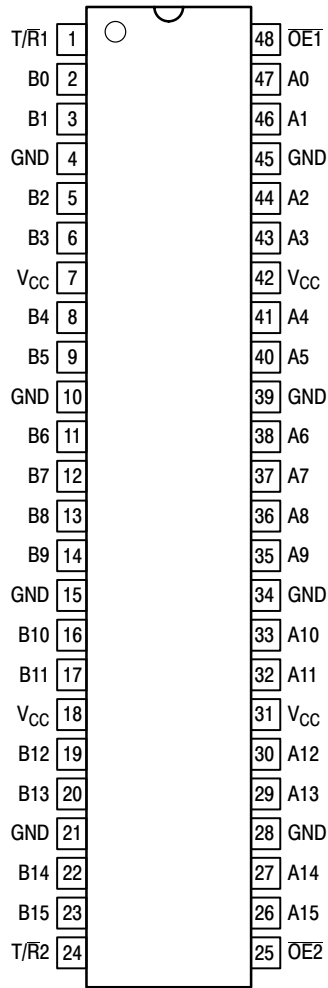 T/R̅1 1 48 O̅E̅1̅
B0 2 47 A0
B1 3 46 A1
GND 4 45 GND
B2 5 44 A2
B3 6 43 A3
VCC 7 42 VCC
B4 8 41 A4
B5 9 40 A5
GND 10 39 GND
B6 11 38 A6
B7 12 37 A7
B8 13 36 A8
B9 14 35 A9
GND 15 34 GND
B10 16 33 A10
B11 17 32 A11
VCC 18 31 VCC
B12 19 30 A12
B13 20 29 A13
GND 21 28 GND
B14 22 27 A14
B15 23 26 A15
T/R̅2 24 25 O̅E̅2̅